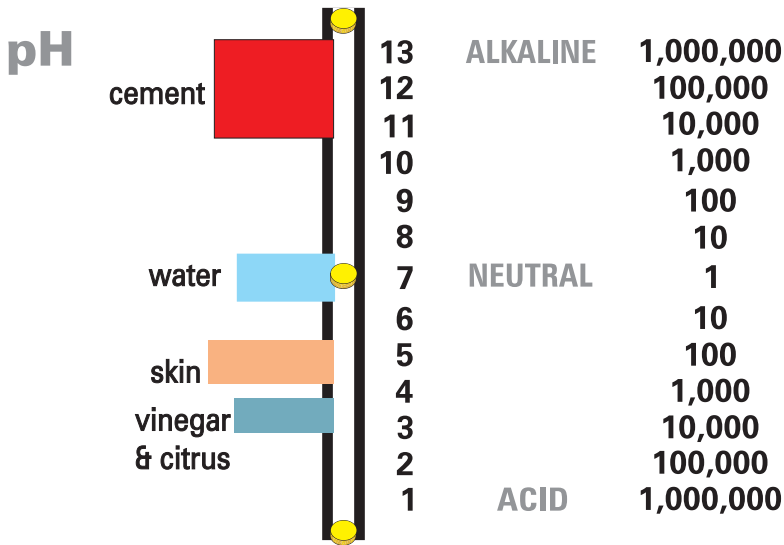 pH
13 ALKALINE 1,000,000
cement 12 100,000
11 10,000
10 1,000
9 100
8 10
water 7 NEUTRAL 1
6 10
5 100
skin
4 1,000
vinegar 3 10,000
& citrus 2 100,000
1 ACID 1,000,000